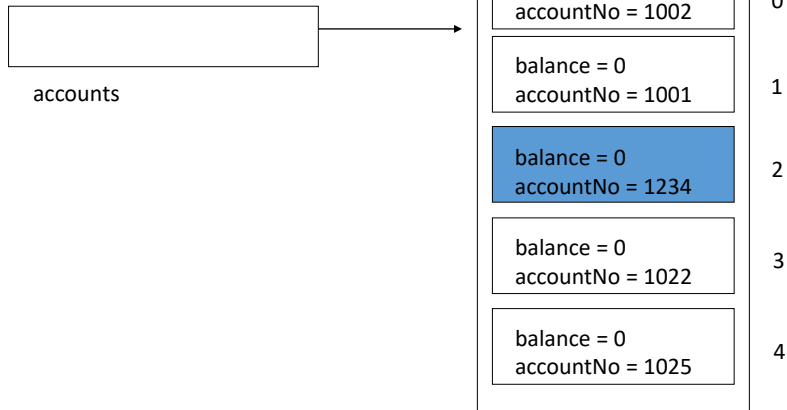 accountNo = 1002
balance = 0
accountNo = 1001
1
accounts
balance = 0
accountNo = 1234
2
balance = 0
accountNo = 1022
3
balance = 0
accountNo = 1025
4